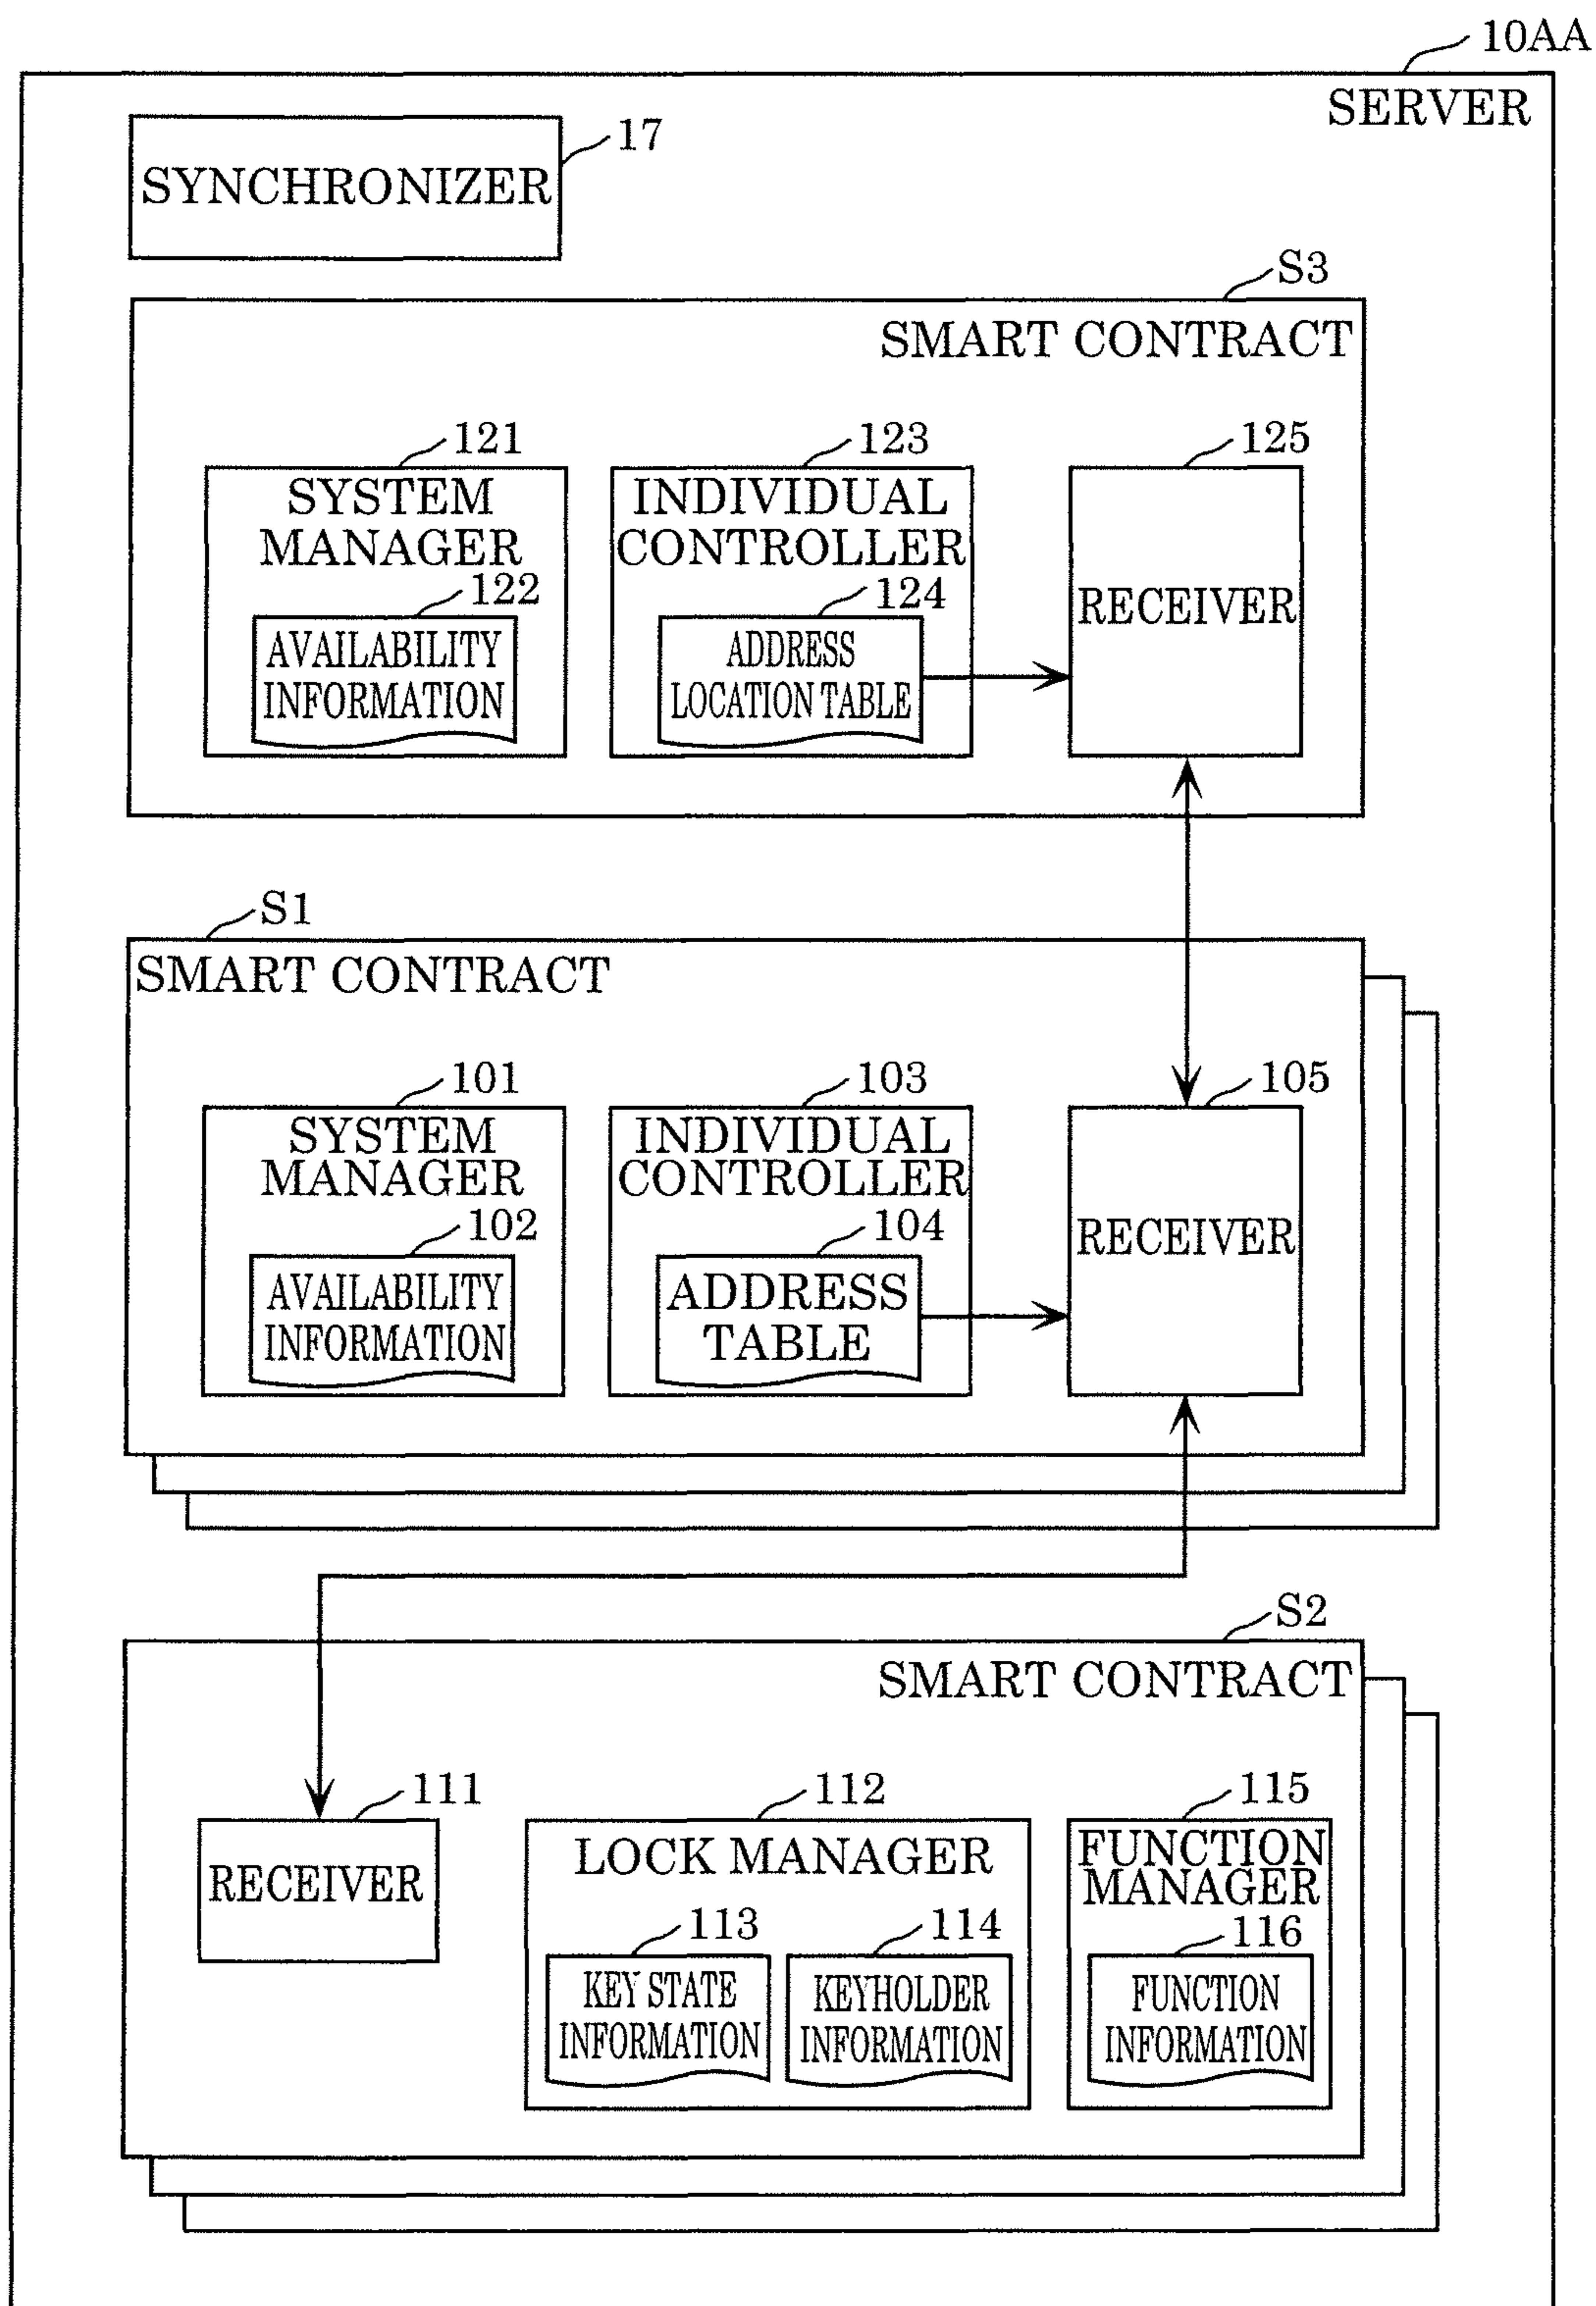 10AA
SERVER
17
SYNCHRONIZER
S3
SMART CONTRACT
121
SYSTEM
MANAGER
122
AVAILABILITY
INFORMATION
123
INDIVIDUAL
CONTROLLER
124
ADDRESS
LOCATION TABLE
125
RECEIVER
S1
SMART CONTRACT
101
SYSTEM
MANAGER
102
AVAILABILITY
INFORMATION
103
INDIVIDUAL
CONTROLLER
104
ADDRESS
TABLE
105
RECEIVER
S2
SMART CONTRACT
111
RECEIVER
112
LOCK MANAGER
113
KEY STATE
INFORMATION
114
KEYHOLDER
INFORMATION
115
FUNCTION
MANAGER
116
FUNCTION
INFORMATION